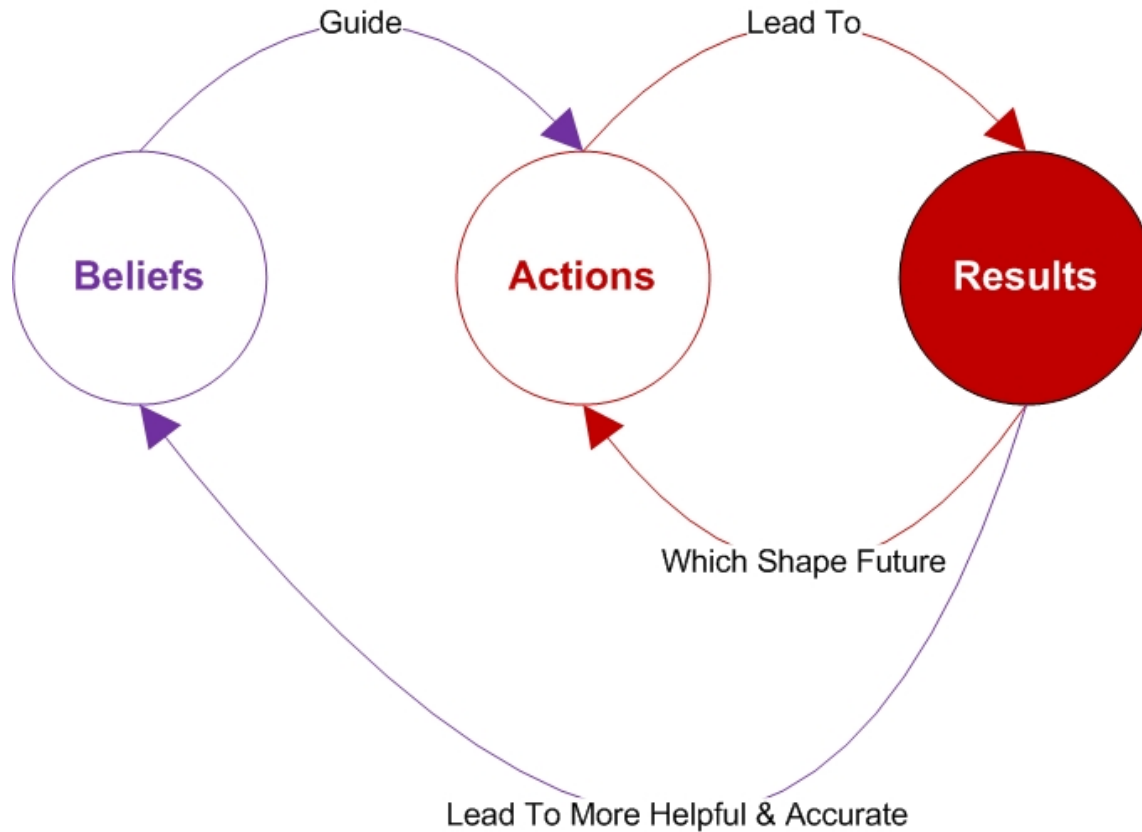 Guide
Lead To
Beliefs
Actions
Results
Which Shape Future
Lead To More Helpful & Accurate